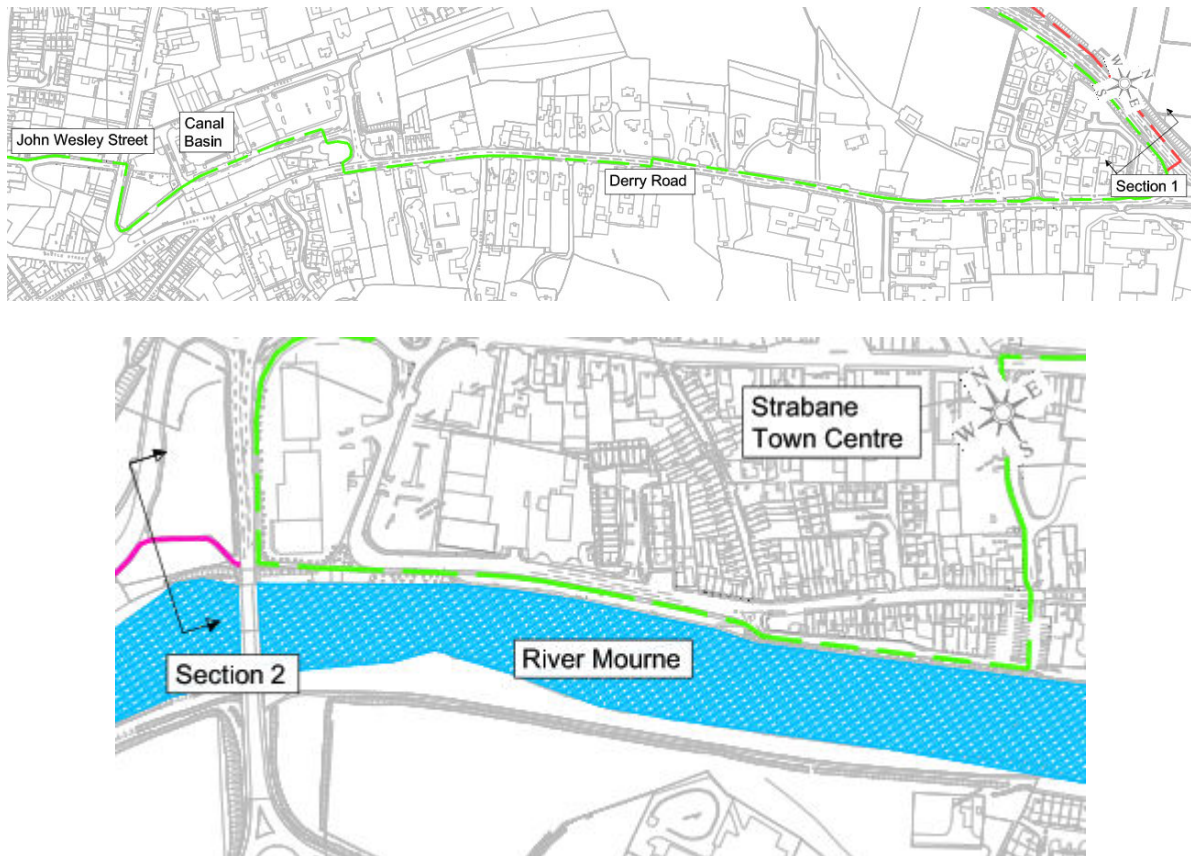 John Wesley Street
Canal
Basin
Derry Road
Section 1
W
N
S
E
Strabane
Town Centre
N
E
W
S
River Mourne
Section 2